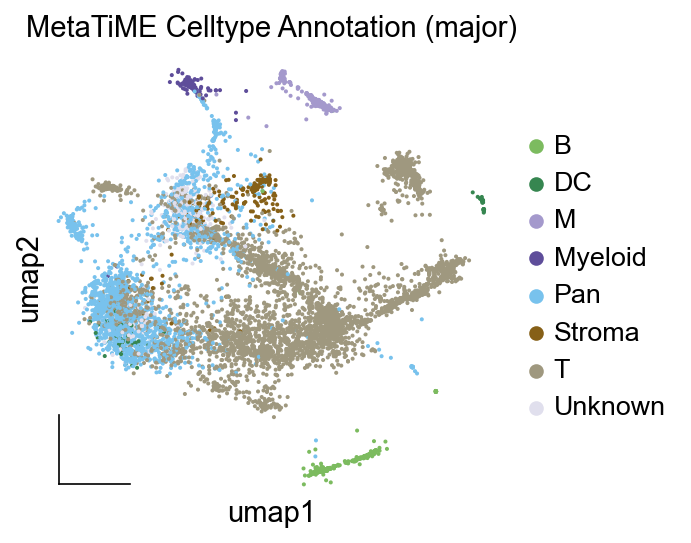 MetaTiME Celltype Annotation (major)
B
DC
M
Myeloid
Pan
Stroma
T
Unknown
umap2
umap1